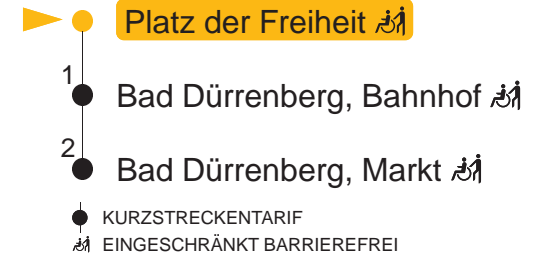 Platz der Freiheit
1
Bad Dürrenberg, Bahnhof
2
Bad Dürrenberg, Markt
KURZSTRECKENTARIF
EINGESCHRÄNKT BARRIEREFREI